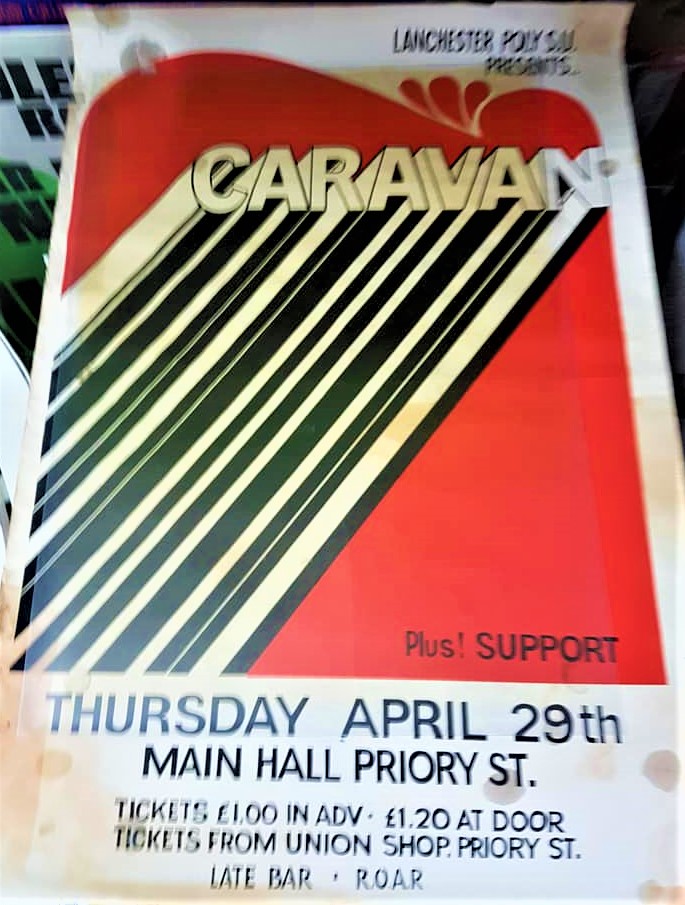 LANCHESTER POLY S.U.
PRESENTS..
CARAVAN
Plus! SUPPORT
THURSDAY APRIL 29th
MAIN HALL PRIORY ST.
TICKETS £1.00 IN ADV · £1.20 AT DOOR
TICKETS FROM UNION SHOP. PRIORY ST.
LATE BAR · R.O.A.R